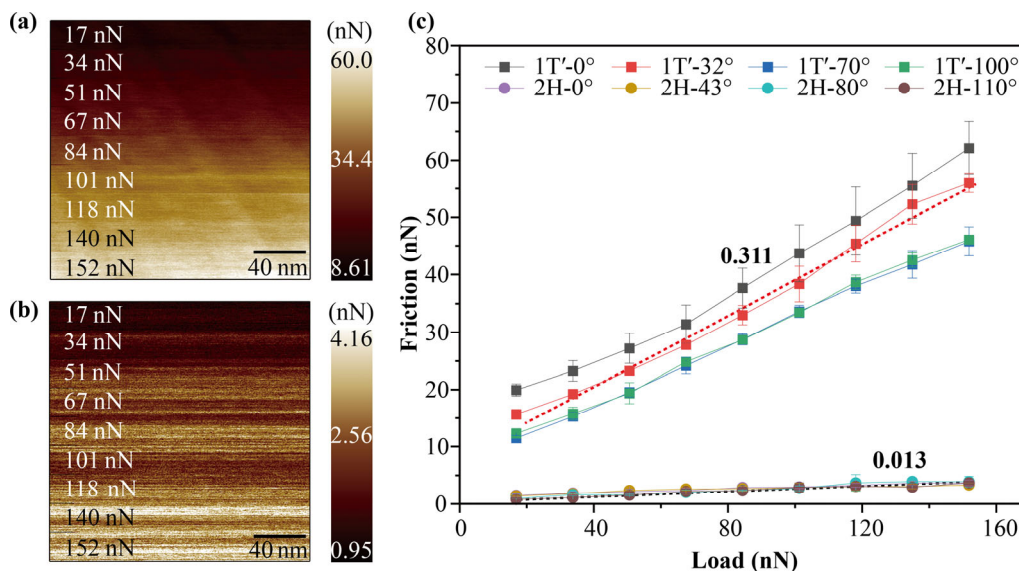 (a)
17 nN
34 nN
51 nN
67 nN
84 nN
101 nN
118 nN
140 nN
152 nN
40 nm
(nN)
60.0
34.4
8.61
(b)
17 nN
34 nN
51 nN
67 nN
84 nN
101 nN
118 nN
140 nN
152 nN
40 nm
(nN)
4.16
2.56
0.95
(c)
80
70
60
50
40
30
20
10
0
Friction (nN)
1T′-0° 1T′-32° 1T′-70° 1T′-100°
2H-0° 2H-43° 2H-80° 2H-110°
0.311
0.013
0 40 80 120 160
Load (nN)